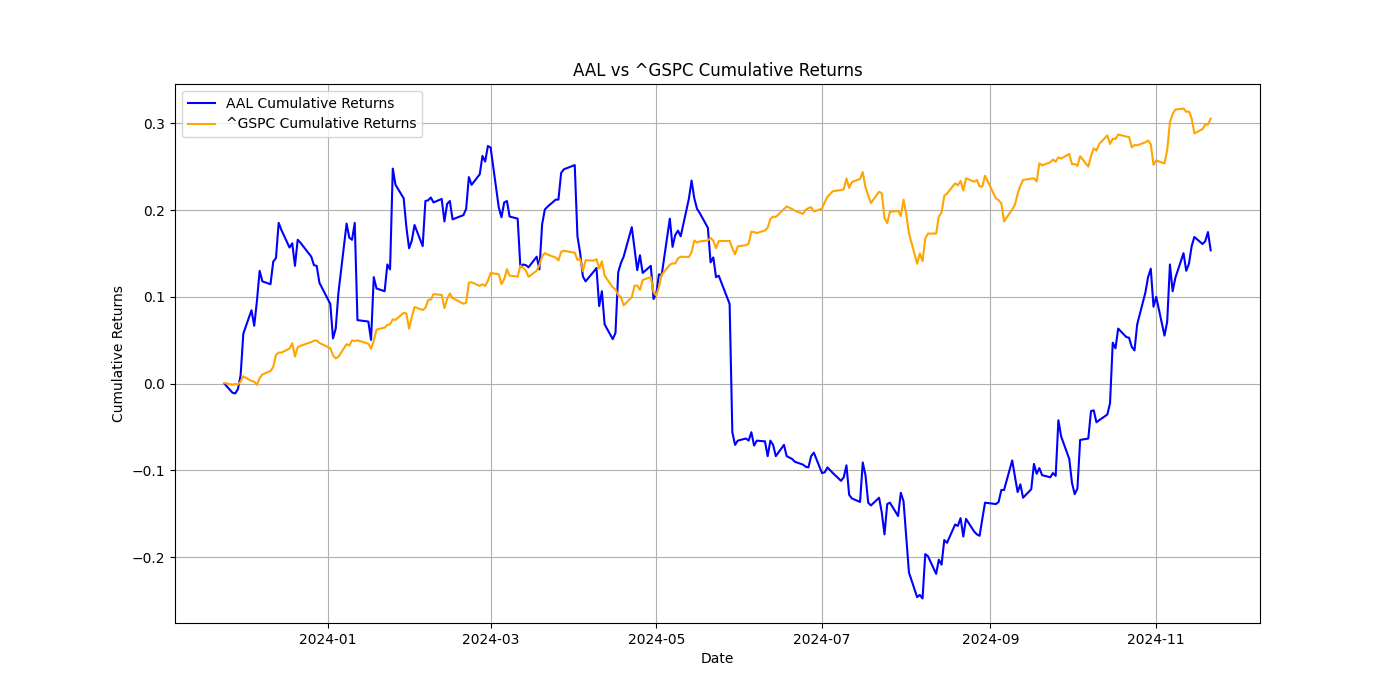 AAL vs ^GSPC Cumulative Returns
AAL Cumulative Returns
^GSPC Cumulative Returns
Cumulative Returns
0.3
0.2
0.1
0.0
−0.1
−0.2
2024-01
2024-03
2024-05
2024-07
2024-09
2024-11
Date